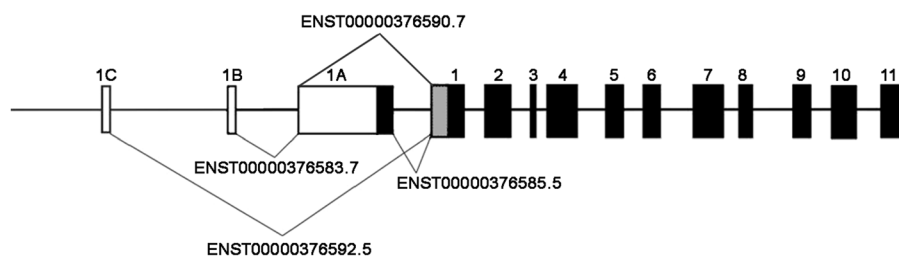 ENST00000376590.7
1C 1B 1A 1 2 3 4 5 6 7 8 9 10 11
ENST00000376583.7
ENST00000376585.5
ENST00000376592.5